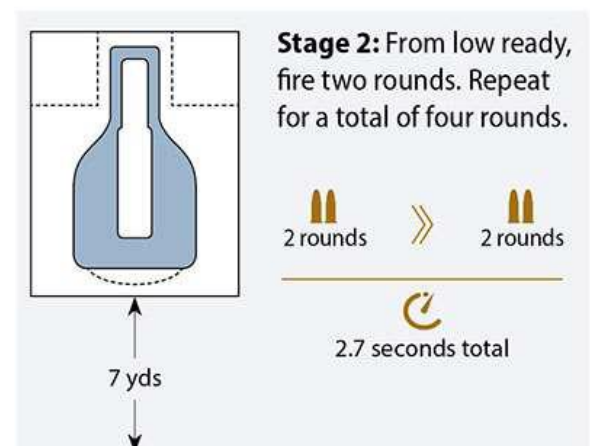 Stage 2: From low ready,
fire two rounds. Repeat
for a total of four rounds.
2 rounds
2 rounds
2.7 seconds total
7 yds